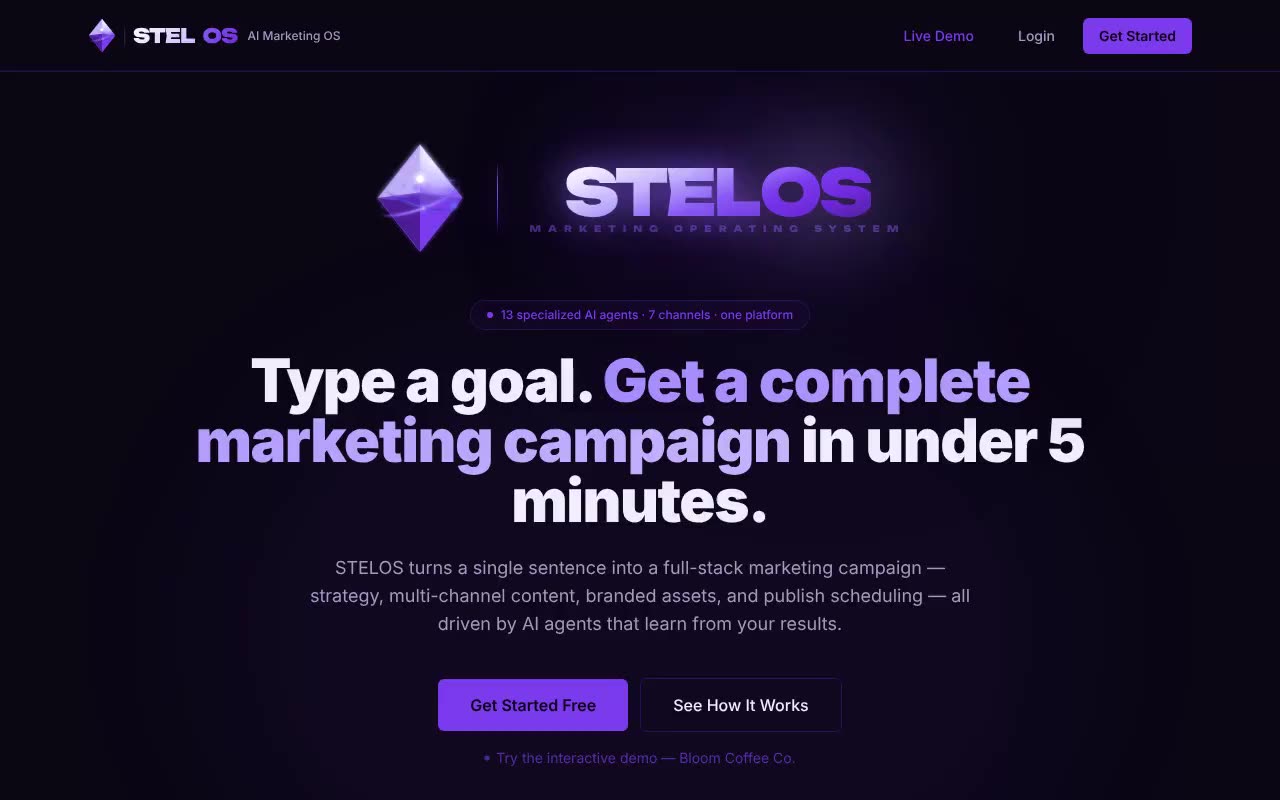 STEL OS AI Marketing OS
Live Demo Login Get Started
STELOS
MARKETING OPERATING SYSTEM
13 specialized AI agents · 7 channels · one platform
Type a goal. Get a complete
marketing campaign in under 5
minutes.
STELOS turns a single sentence into a full-stack marketing campaign —
strategy, multi-channel content, branded assets, and publish scheduling — all
driven by AI agents that learn from your results.
Get Started Free See How It Works
Try the interactive demo — Bloom Coffee Co.